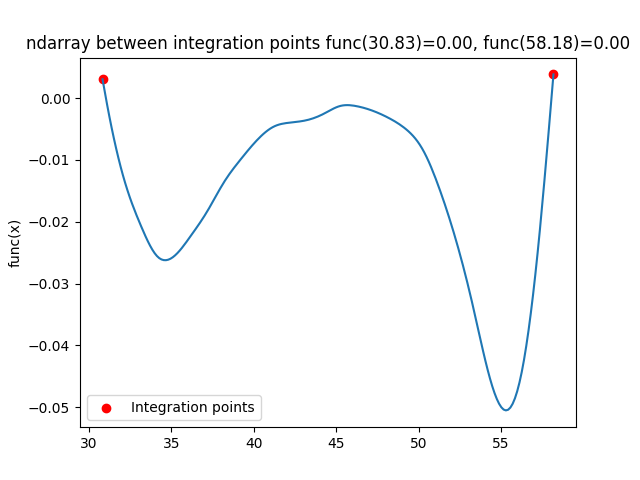 ndarray between integration points func(30.83)=0.00, func(58.18)=0.00
0.00
−0.01
−0.02
−0.03
−0.04
−0.05
func(x)
Integration points
30 35 40 45 50 55